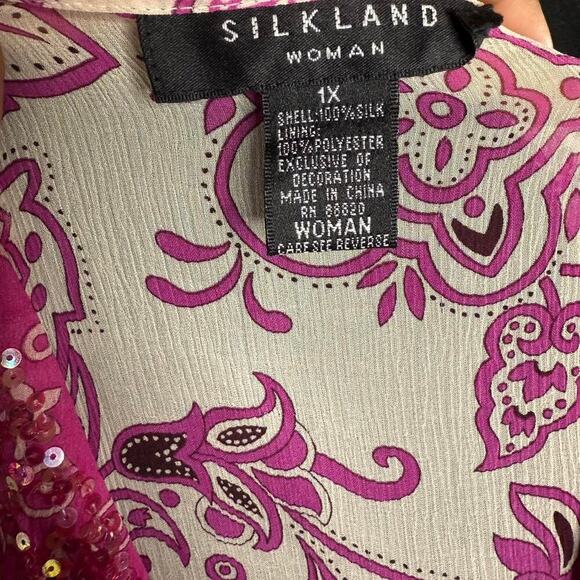 SILKLAND
WOMAN
1X
SHELL:100%SILK
LINING:
100%POLYESTER
EXCLUSIVE OF
DECORATION
MADE IN CHINA
RN 86820
WOMAN
CARE SEE REVERSE